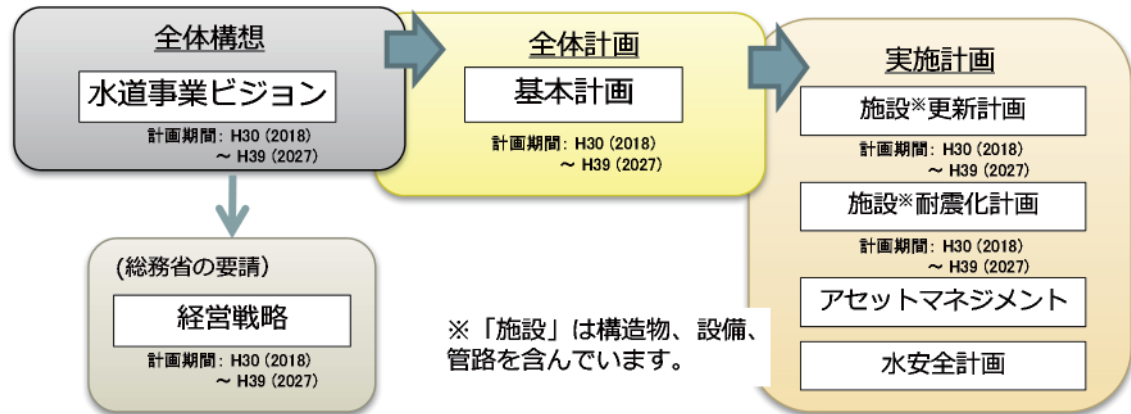 全体構想
水道事業ビジョン
計画期間: H30 (2018)
~ H39 (2027)
(総務省の要請)
経営戦略
計画期間: H30 (2018)
~ H39 (2027)
全体計画
基本計画
計画期間: H30 (2018)
~ H39 (2027)
※「施設」は構造物、設備、
管路を含んでいます。
実施計画
施設※更新計画
計画期間: H30 (2018)
~ H39 (2027)
施設※耐震化計画
計画期間: H30 (2018)
~ H39 (2027)
アセットマネジメント
水安全計画